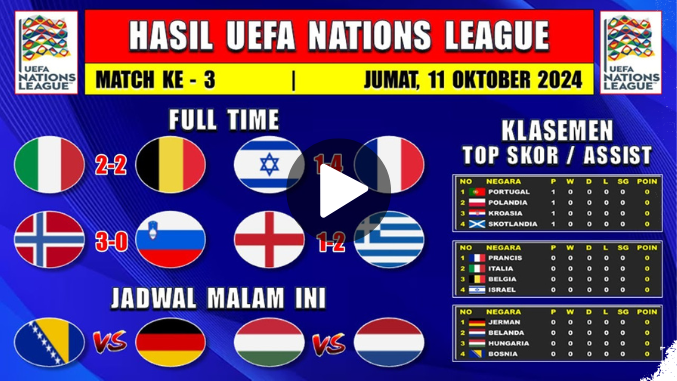 UEFA
NATIONS
LEAGUE
HASIL UEFA NATIONS LEAGUE
MATCH KE - 3 | JUMAT, 11 OKTOBER 2024
UEFA
NATIONS
LEAGUE
FULL TIME
2-2
1-4
3-0
1-2
JADWAL MALAM INI
VS
VS
KLASEMEN
TOP SKOR / ASSIST
NO NEGARA P W D L SG POIN
1 PORTUGAL 1 0 0 0 0 0
2 POLANDIA 1 0 0 0 0 0
3 KROASIA 1 0 0 0 0 0
4 SKOTLANDIA 1 0 0 0 0 0
NO NEGARA P W D L SG POIN
1 PRANCIS 0 0 0 0 0 0
2 ITALIA 0 0 0 0 0 0
3 BELGIA 0 0 0 0 0 0
4 ISRAEL 0 0 0 0 0 0
NO NEGARA P W D L SG POIN
1 JERMAN 0 0 0 0 0 0
2 BELANDA 0 0 0 0 0 0
3 HUNGARIA 0 0 0 0 0 0
4 BOSNIA 0 0 0 0 0 0